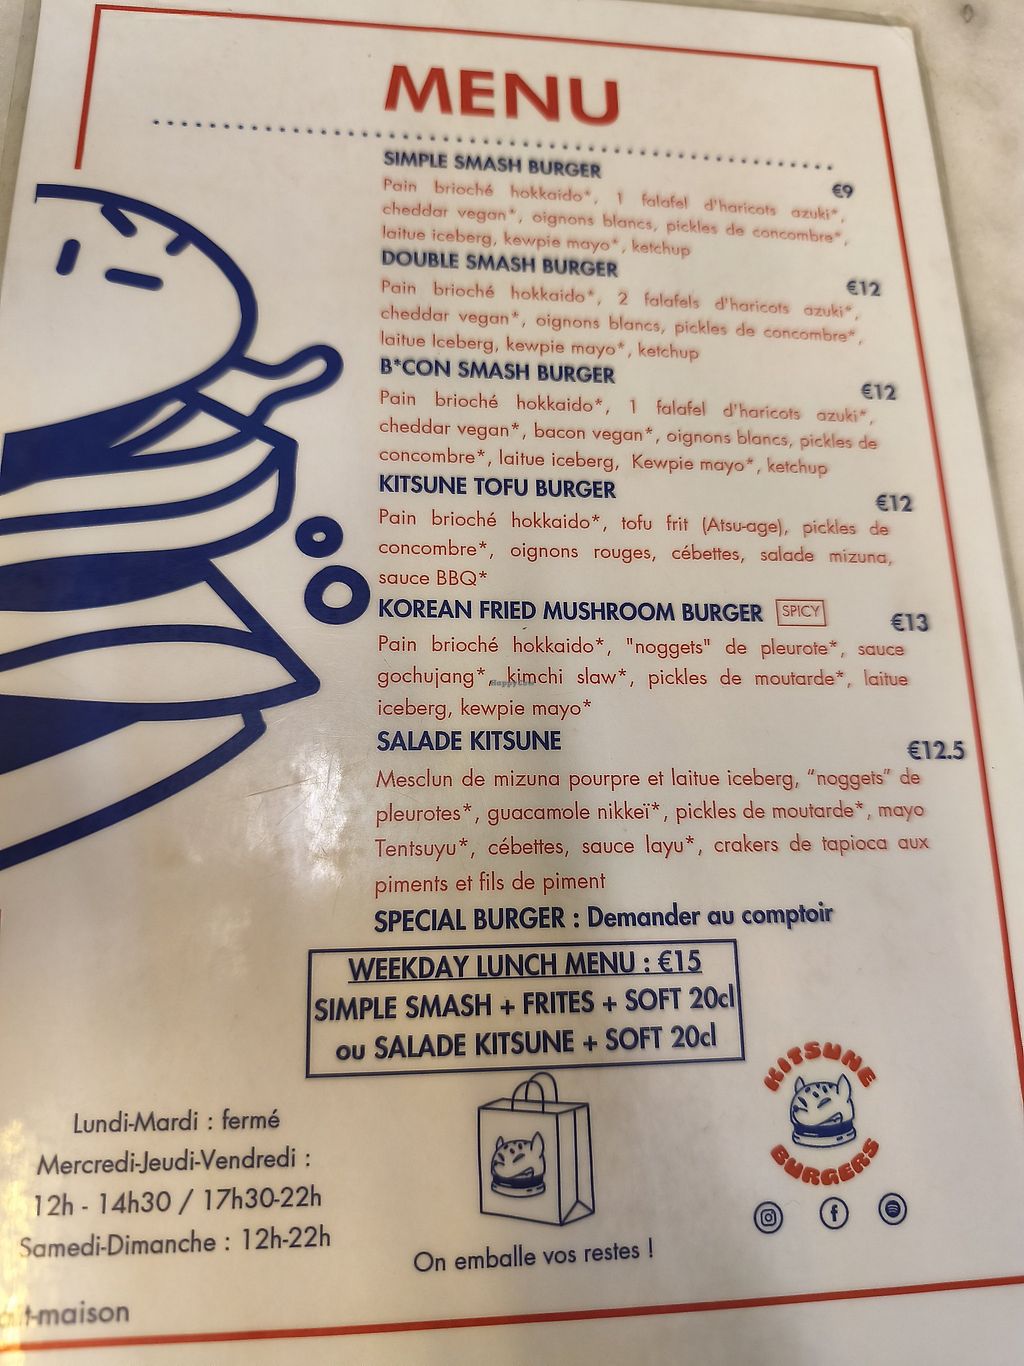 MENU
SIMPLE SMASH BURGER €9
Pain brioché hokkaido*, 1 falafel d'haricots azuki*,
cheddar vegan*, oignons blancs, pickles de concombre*,
laitue iceberg, kewpie mayo*, ketchup
DOUBLE SMASH BURGER €12
Pain brioché hokkaido*, 2 falafels d'haricots azuki*,
cheddar vegan*, oignons blancs, pickles de concombre*,
laitue Iceberg, kewpie mayo*, ketchup
B*CON SMASH BURGER €12
Pain brioché hokkaido*, 1 falafel d'haricots azuki*,
cheddar vegan*, bacon vegan*, oignons blancs, pickles de
concombre*, laitue iceberg, Kewpie mayo*, ketchup
KITSUNE TOFU BURGER €12
Pain brioché hokkaido*, tofu frit (Atsu-age), pickles de
concombre*, oignons rouges, cébettes, salade mizuna,
sauce BBQ*
KOREAN FRIED MUSHROOM BURGER SPICY €13
Pain brioché hokkaido*, "noggets" de pleurote*, sauce
gochujang*, kimchi slaw*, pickles de moutarde*, laitue
iceberg, kewpie mayo*
SALADE KITSUNE €12.5
Mesclun de mizuna pourpre et laitue iceberg, "noggets" de
pleurotes*, guacamole nikkeï*, pickles de moutarde*, mayo
Tentsuyu*, cébettes, sauce layu*, crakers de tapioca aux
piments et fils de piment
SPECIAL BURGER : Demander au comptoir
WEEKDAY LUNCH MENU : €15
SIMPLE SMASH + FRITES + SOFT 20cl
ou SALADE KITSUNE + SOFT 20cl
Lundi-Mardi : fermé
Mercredi-Jeudi-Vendredi :
12h - 14h30 / 17h30-22h
Samedi-Dimanche : 12h-22h
On emballe vos restes !
KITSUNE
BURGERS
t-maison